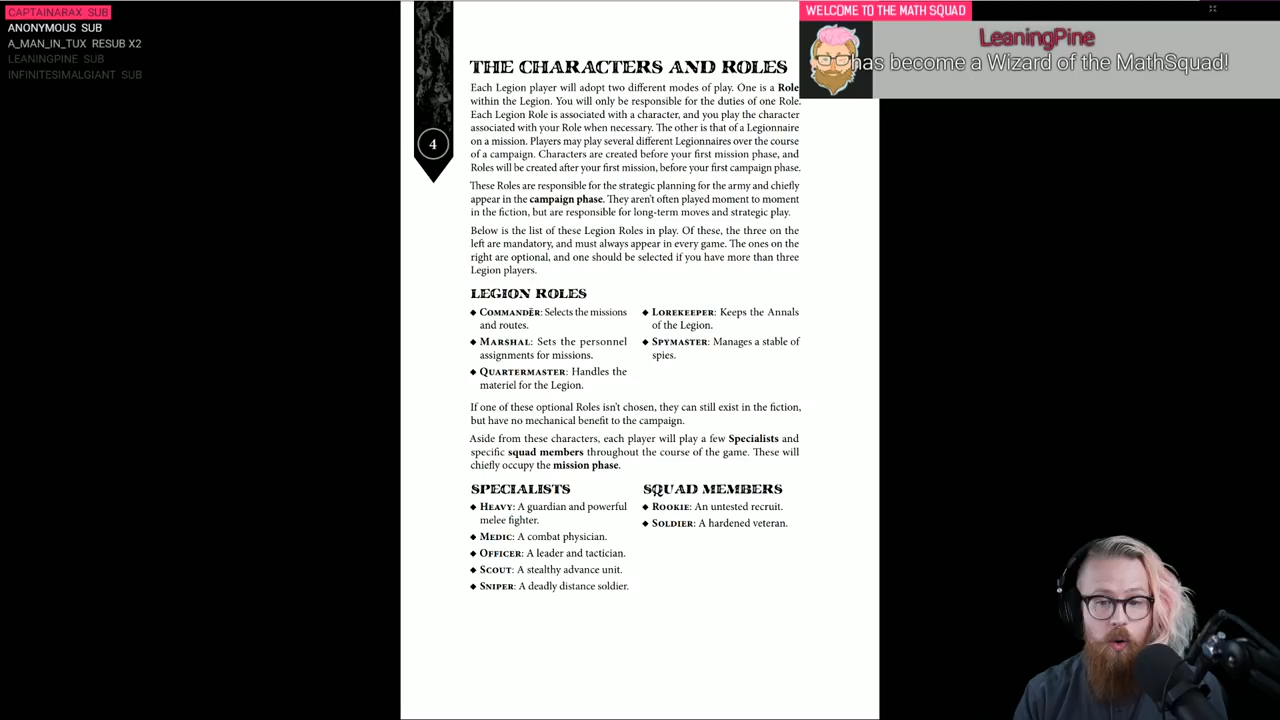 CAPTAINARAX SUB
ANONYMOUS SUB
A_MAN_IN_TUX RESUB X2
LEANINGPINE SUB
INFINITESIMALGIANT SUB
WELCOME TO THE MATH SQUAD
LeaningPine
has become a Wizard of the MathSquad!
4
THE CHARACTERS AND ROLES
Each Legion player will adopt two different modes of play. One is a Role
within the Legion. You will only be responsible for the duties of one Role.
Each Legion Role is associated with a character, and you play the character
associated with your Role when necessary. The other is that of a Legionnaire
on a mission. Players may play several different Legionnaires over the course
of a campaign. Characters are created before your first mission phase, and
Roles will be created after your first mission, before your first campaign phase.
These Roles are responsible for the strategic planning for the army and chiefly
appear in the campaign phase. They aren't often played moment to moment
in the fiction, but are responsible for long-term moves and strategic play.
Below is the list of these Legion Roles in play. Of these, the three on the
left are mandatory, and must always appear in every game. The ones on the
right are optional, and one should be selected if you have more than three
Legion players.
LEGION ROLES
◆ COMMANDER: Selects the missions
and routes.
◆ MARSHAL: Sets the personnel
assignments for missions.
◆ QUARTERMASTER: Handles the
materiel for the Legion.
◆ LOREKEEPER: Keeps the Annals
of the Legion.
◆ SPYMASTER: Manages a stable of
spies.
If one of these optional Roles isn't chosen, they can still exist in the fiction,
but have no mechanical benefit to the campaign.
Aside from these characters, each player will play a few Specialists and
specific squad members throughout the course of the game. These will
chiefly occupy the mission phase.
SPECIALISTS
◆ HEAVY: A guardian and powerful
melee fighter.
◆ MEDIC: A combat physician.
◆ OFFICER: A leader and tactician.
◆ SCOUT: A stealthy advance unit.
◆ SNIPER: A deadly distance soldier.
SQUAD MEMBERS
◆ ROOKIE: An untested recruit.
◆ SOLDIER: A hardened veteran.